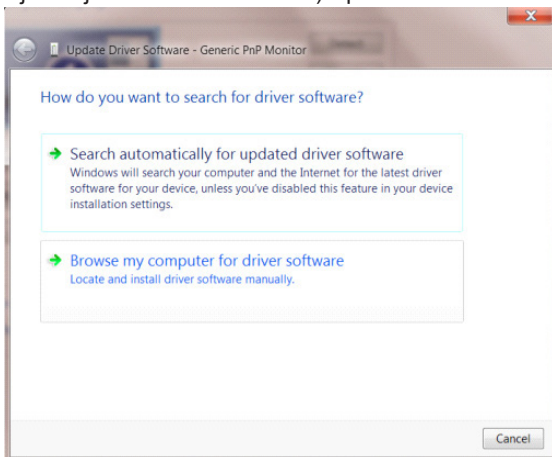 Update Driver Software - Generic PnP Monitor
How do you want to search for driver software?
Search automatically for updated driver software
Windows will search your computer and the Internet for the latest driver
software for your device, unless you've disabled this feature in your device
installation settings.
Browse my computer for driver software
Locate and install driver software manually.
Cancel